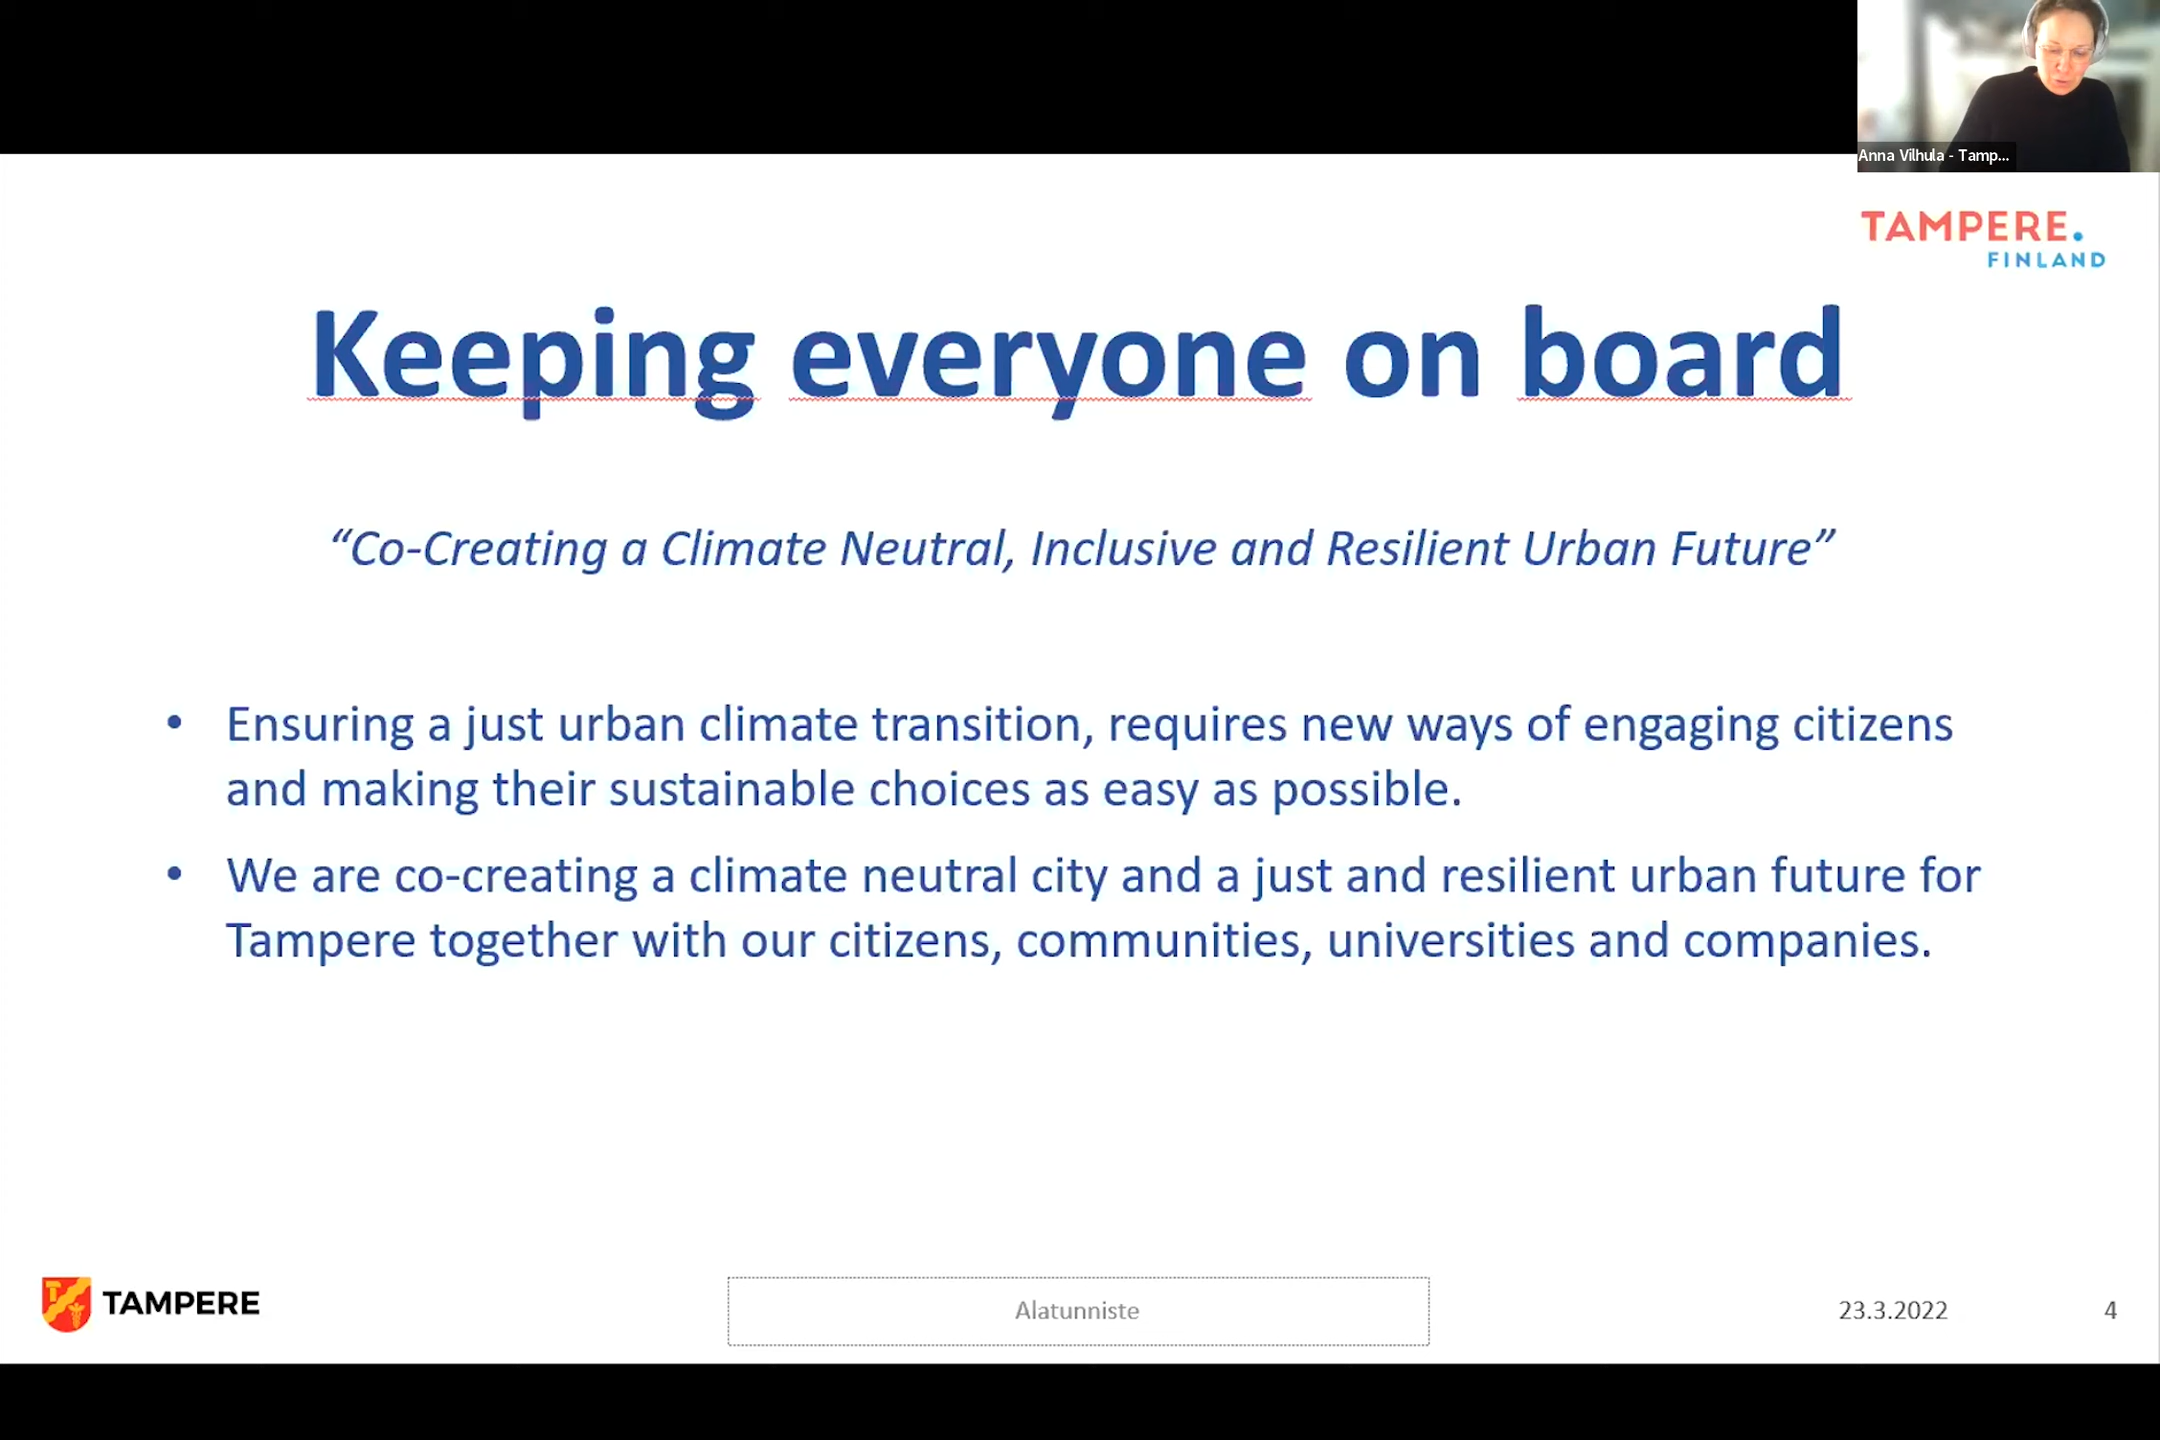 Anna Vilhula - Tamp...
TAMPERE.
FINLAND
Keeping everyone on board
“Co-Creating a Climate Neutral, Inclusive and Resilient Urban Future”
• Ensuring a just urban climate transition, requires new ways of engaging citizens
and making their sustainable choices as easy as possible.
• We are co-creating a climate neutral city and a just and resilient urban future for
Tampere together with our citizens, communities, universities and companies.
TAMPERE
Alatunniste
23.3.2022
4